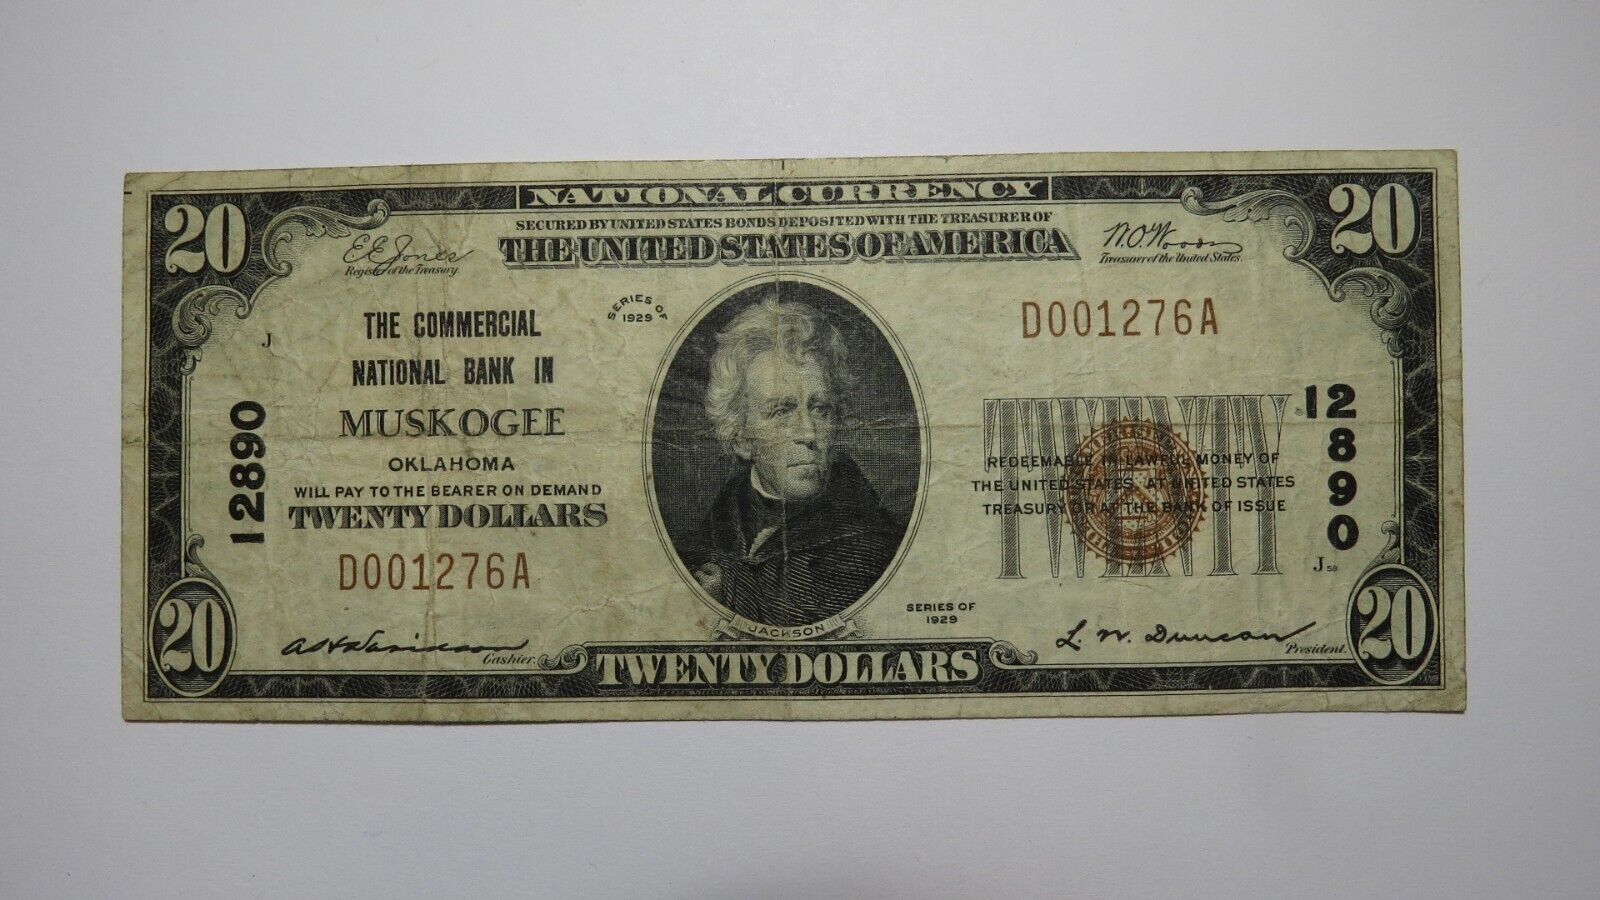 NATIONAL CURRENCY
SECURED BY UNITED STATES BONDS DEPOSITED WITH THE TREASURER OF
THE UNITED STATES OF AMERICA
20
20
E.E. Jones
Register of the Treasury.
W.O. Woods
Treasurer of the United States.
SERIES OF
1929
D001276A
J
THE COMMERCIAL
NATIONAL BANK IN
MUSKOGEE
OKLAHOMA
WILL PAY TO THE BEARER ON DEMAND
TWENTY DOLLARS
D001276A
12890
12890
TWENTY
REDEEMABLE IN LAWFUL MONEY OF
THE UNITED STATES AT UNITED STATES
TREASURY OR AT THE BANK OF ISSUE
J 58
SERIES OF
1929
JACKSON
20
Cashier.
TWENTY DOLLARS
L. W. Duncan
President.
20